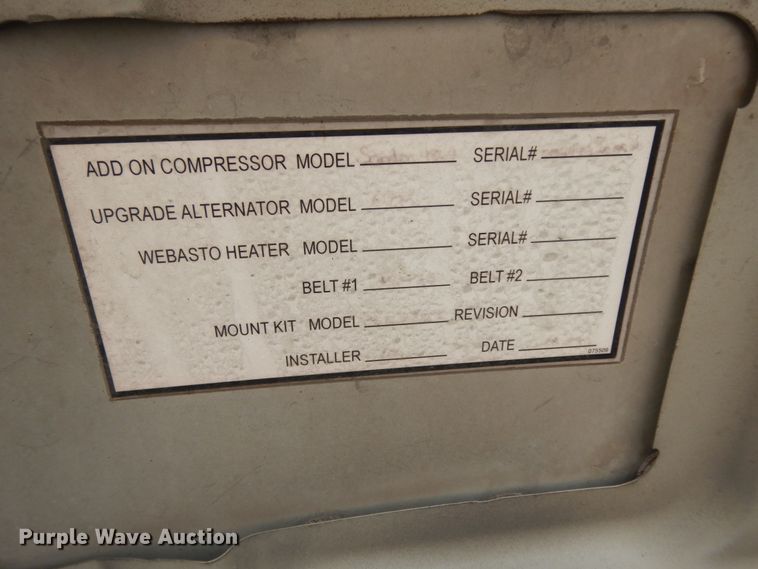 ADD ON COMPRESSOR MODEL SERIAL#
UPGRADE ALTERNATOR MODEL SERIAL#
WEBASTO HEATER MODEL SERIAL#
BELT #1 BELT #2
MOUNT KIT MODEL REVISION
INSTALLER DATE
075508
Purple Wave Auction